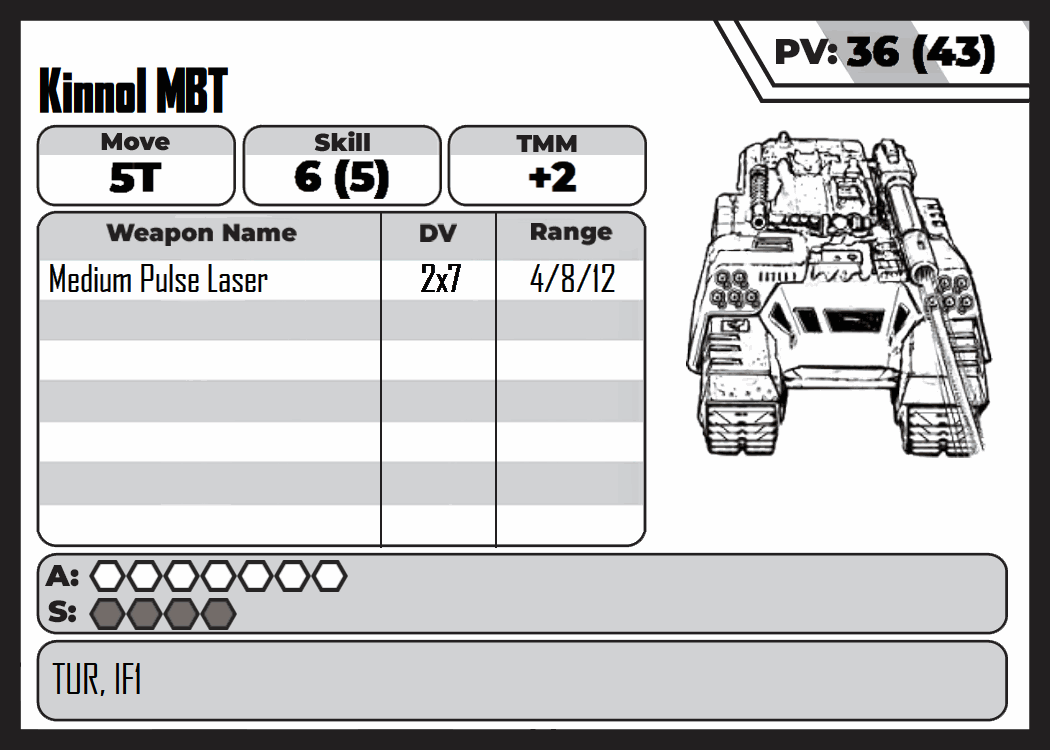 PV: 36 (43)
Kinnol MBT
Move Skill TMM
5T 6 (5) +2
Weapon Name DV Range
Medium Pulse Laser 2x7 4/8/12
A:
S:
TUR, IF1